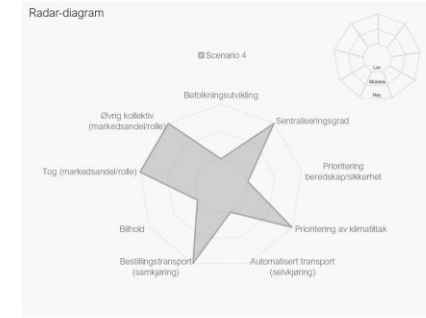 Radar-diagram
Scenario 4
Befolkningsutvikling
Øvrig kollektiv
(markedsandel/rolle)
Sentraliseringsgrad
Tog (markedsandel/rolle)
Prioritering
beredskap/sikkerhet
Bilhold
Prioritering av klimatiltak
Bestillingstransport
(samkjøring)
Automatisert transport
(selvkjøring)
Lav
Middels
Høy